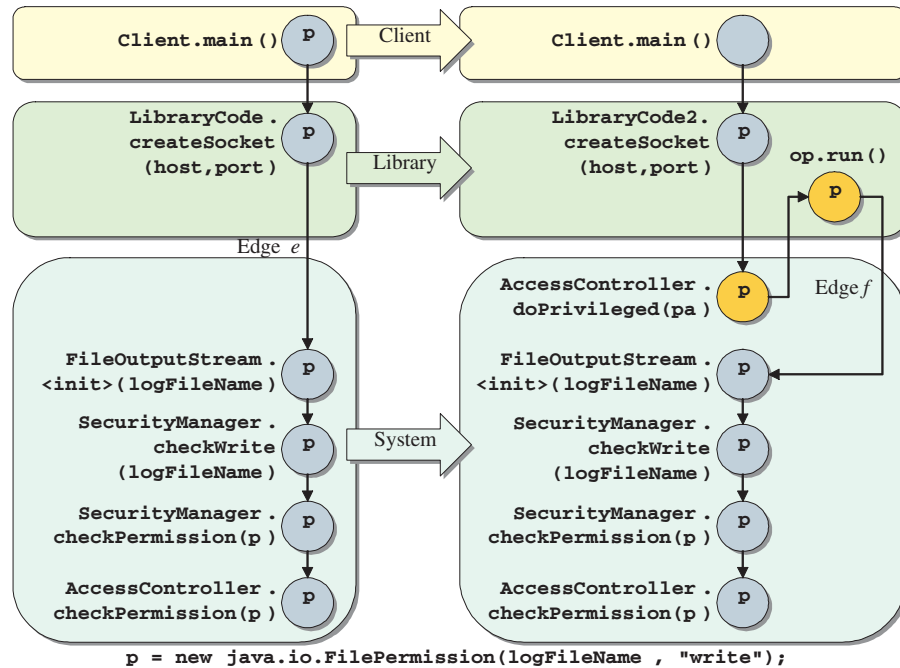 Client.main()
p
Client
Client.main()
LibraryCode.
createSocket
(host,port)
p
Library
LibraryCode2.
createSocket
(host,port)
p
op.run()
p
Edge e
AccessController.
doPrivileged(pa)
p
Edge f
FileOutputStream.
<init>(logFileName)
p
FileOutputStream.
<init>(logFileName)
p
SecurityManager.
checkWrite
(logFileName)
p
System
SecurityManager.
checkWrite
(logFileName)
p
SecurityManager.
checkPermission(p)
p
SecurityManager.
checkPermission(p)
p
AccessController.
checkPermission(p)
p
AccessController.
checkPermission(p)
p
p = new java.io.FilePermission(logFileName , "write");